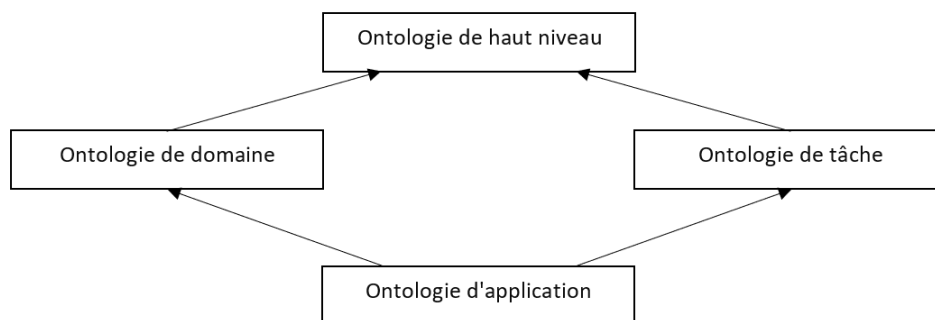 Ontologie de haut niveau
Ontologie de domaine
Ontologie de tâche
Ontologie d'application